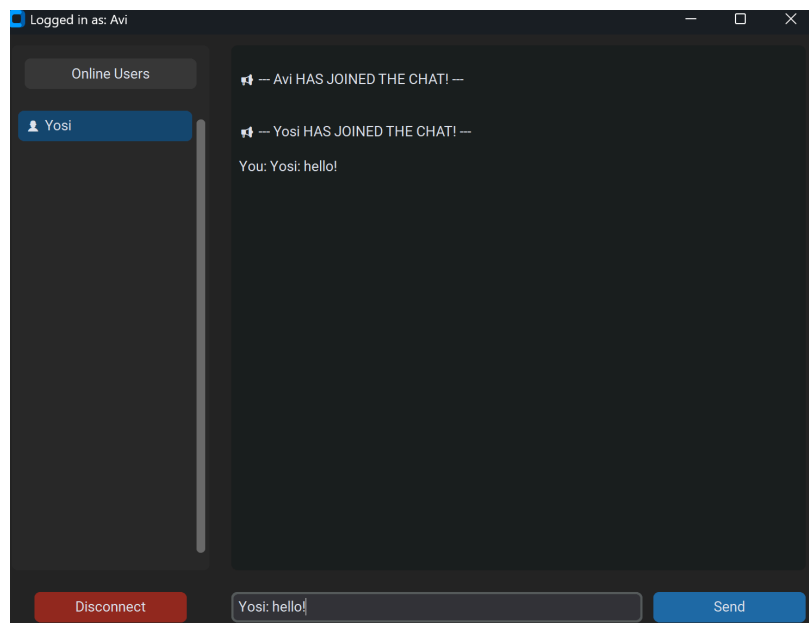 Logged in as: Avi
Online Users
Yosi
--- Avi HAS JOINED THE CHAT! ---
--- Yosi HAS JOINED THE CHAT! ---
You: Yosi: hello!
Disconnect
Yosi: hello!
Send